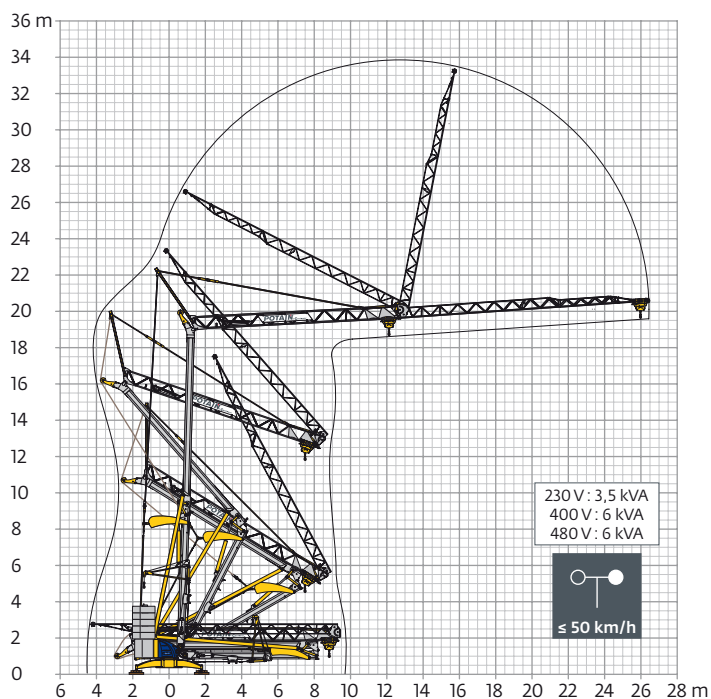 36 m
34
32
30
28
26
24
22
20
18
16
14
12
10
8
6
4
2
0
POTAIN
POTAIN
230 V : 3,5 kVA
400 V : 6 kVA
480 V : 6 kVA
≤ 50 km/h
6 4 2 0 2 4 6 8 10 12 14 16 18 20 22 24 26 28 m